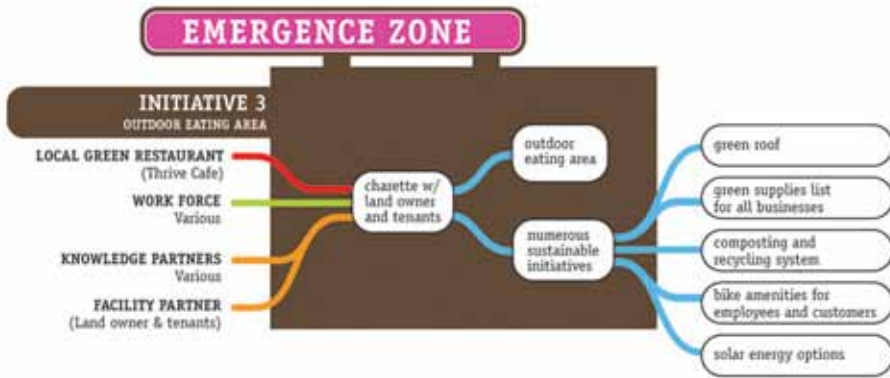 EMERGENCE ZONE
INITIATIVE 3
OUTDOOR EATING AREA
LOCAL GREEN RESTAURANT
(Thrive Cafe)
WORK FORCE
Various
KNOWLEDGE PARTNERS
Various
FACILITY PARTNER
(Land owner & tenants)
charette w/
land owner
and tenants
outdoor
eating area
numerous
sustainable
initiatives
green roof
green supplies list
for all businesses
composting and
recycling system
bike amenities for
employees and customers
solar energy options